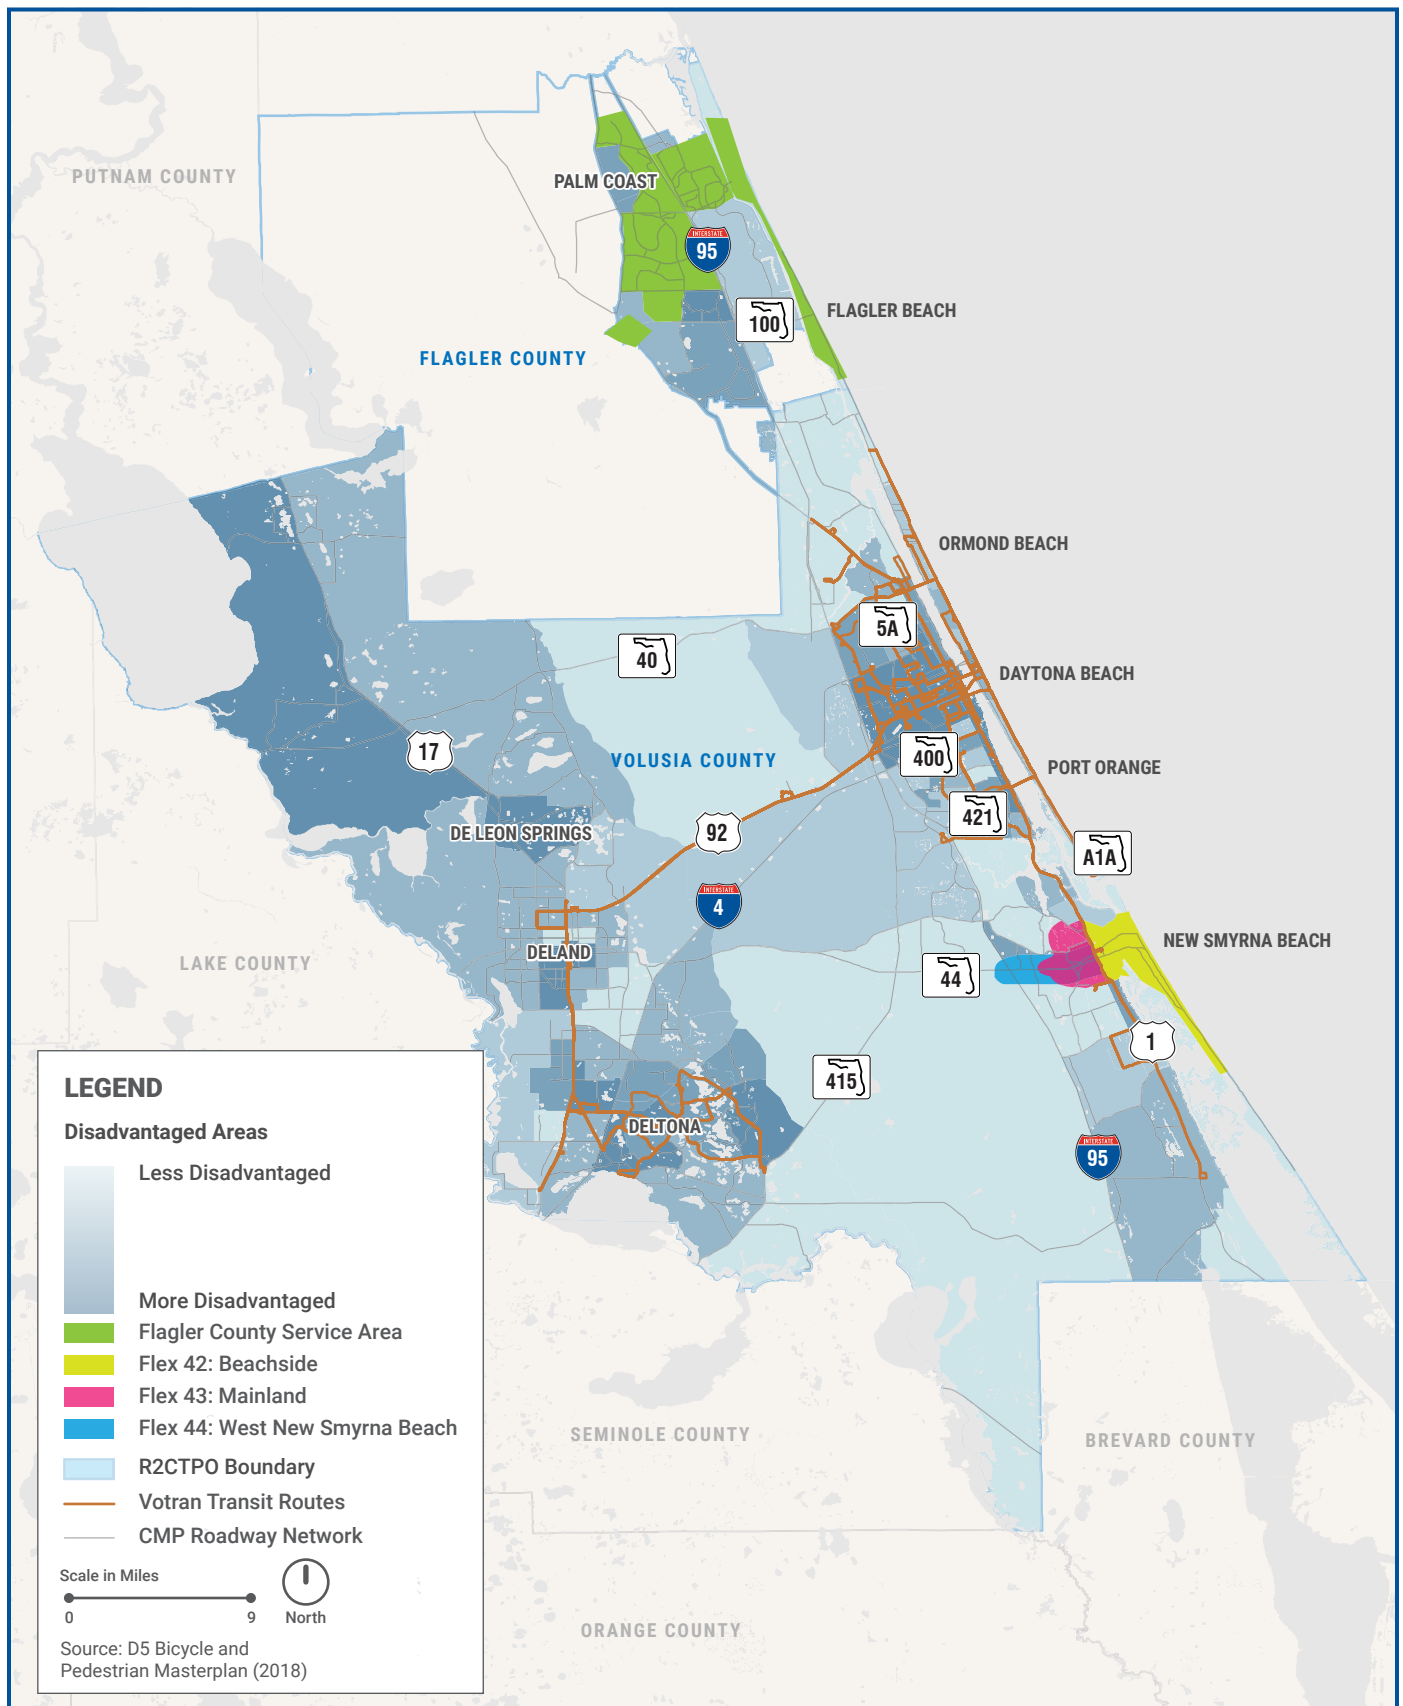 PUTNAM COUNTY
PALM COAST
INTERSTATE
95
100
FLAGLER BEACH
FLAGLER COUNTY
ORMOND BEACH
5A
40
DAYTONA BEACH
17
VOLUSIA COUNTY
400
PORT ORANGE
421
DE LEON SPRINGS
92
A1A
INTERSTATE
4
NEW SMYRNA BEACH
DELAND
LAKE COUNTY
44
1
415
DELTONA
INTERSTATE
95
LEGEND
Disadvantaged Areas
Less Disadvantaged
More Disadvantaged
Flagler County Service Area
Flex 42: Beachside
Flex 43: Mainland
Flex 44: West New Smyrna Beach
R2CTPO Boundary
Votran Transit Routes
CMP Roadway Network
Scale in Miles
0 9
North
Source: D5 Bicycle and
Pedestrian Masterplan (2018)
SEMINOLE COUNTY
BREVARD COUNTY
ORANGE COUNTY